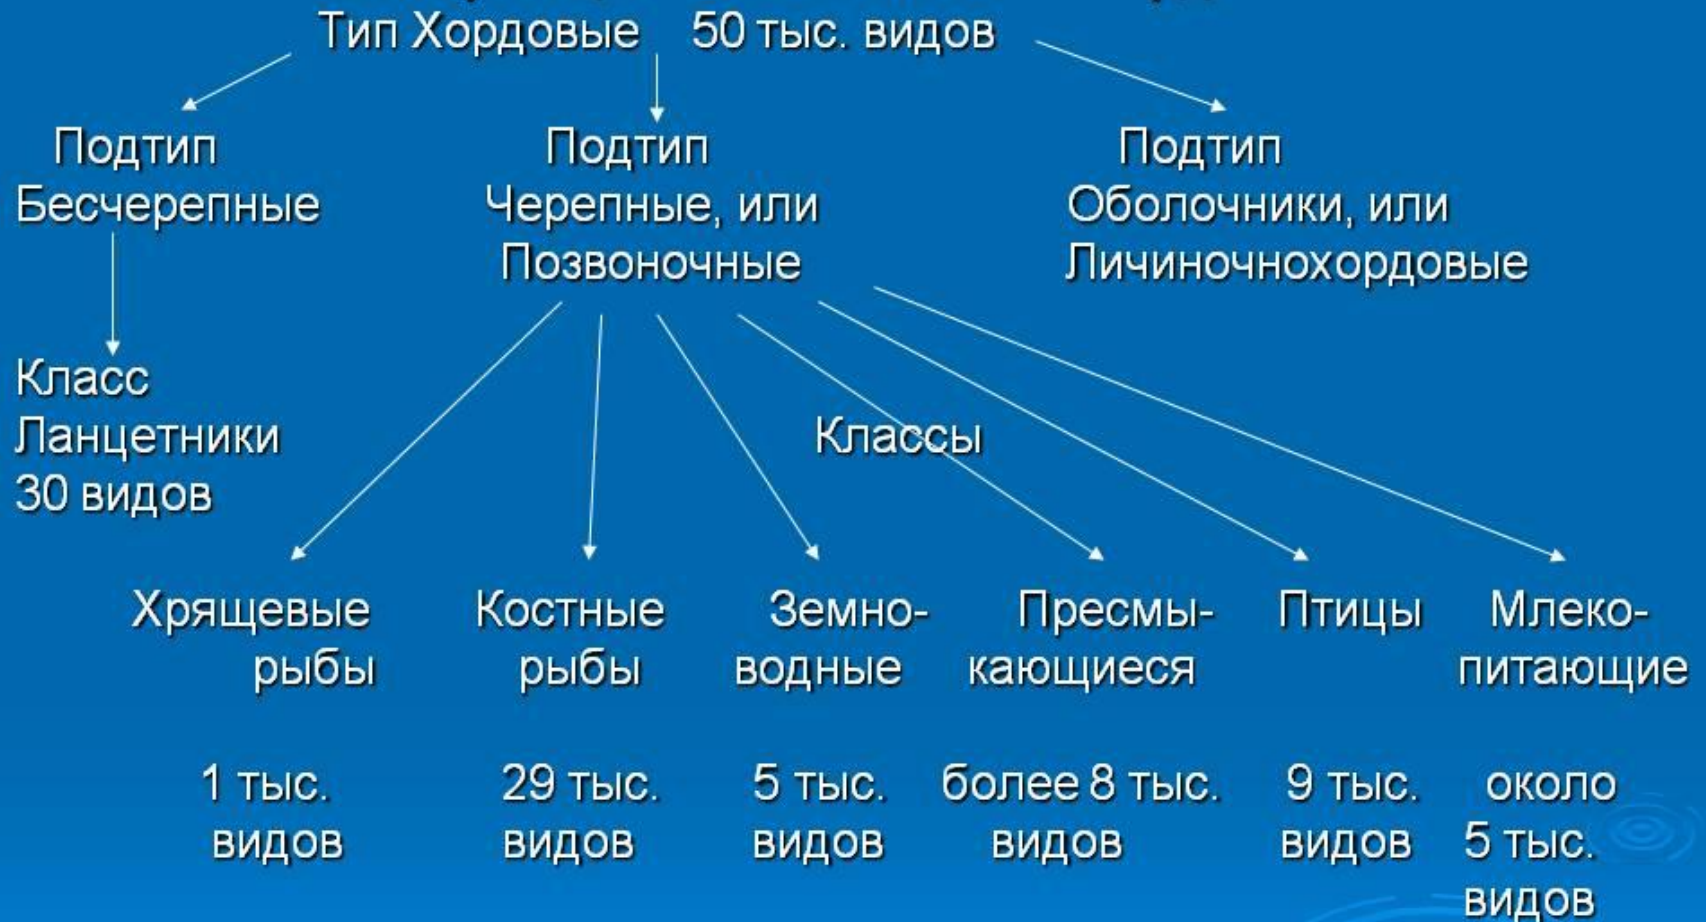 Тип Хордовые 50 тыс. видов
Подтип
Бесчерепные
Подтип
Черепные, или
Позвоночные
Подтип
Оболочники, или
Личиночнохордовые
Класс
Ланцетники
30 видов
Классы
Хрящевые
рыбы
Костные
рыбы
Земно-
водные
Пресмы-
кающиеся
Птицы
Млеко-
питающие
1 тыс.
видов
29 тыс.
видов
5 тыс.
видов
более 8 тыс.
видов
9 тыс.
видов
около
5 тыс.
видов